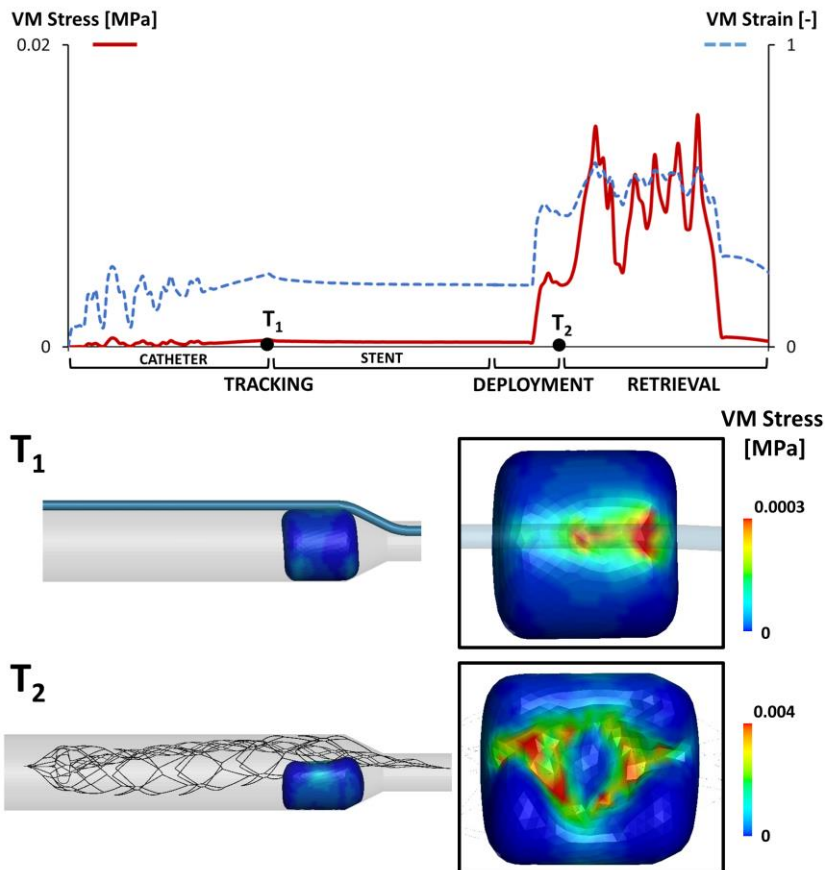 VM Stress [MPa]
VM Strain [-]
0.02
1
T1
T2
0
0
CATHETER
STENT
TRACKING
DEPLOYMENT
RETRIEVAL
T1
VM Stress
[MPa]
0.0003
0
T2
0.004
0